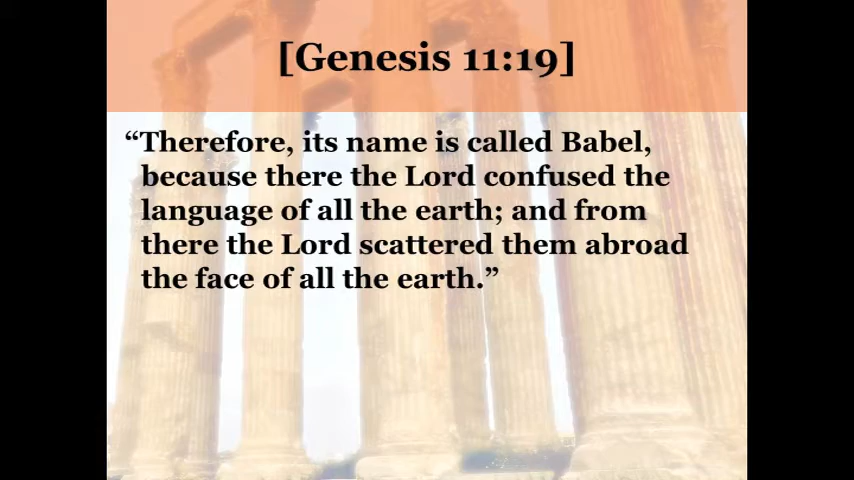 [Genesis 11:19]
“Therefore, its name is called Babel,
because there the Lord confused the
language of all the earth; and from
there the Lord scattered them abroad
the face of all the earth.”